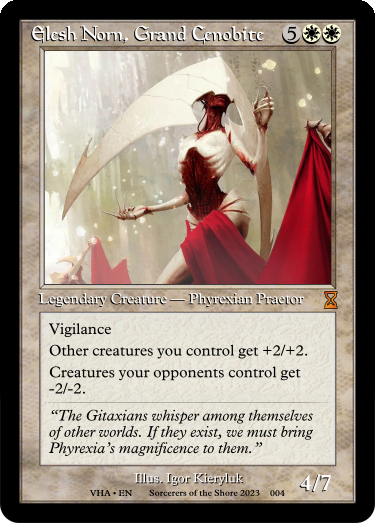 Elesh Norn, Grand Cenobite 5
Legendary Creature — Phyrexian Praetor
Vigilance
Other creatures you control get +2/+2.
Creatures your opponents control get
-2/-2.
“The Gitaxians whisper among themselves
of other worlds. If they exist, we must bring
Phyrexia’s magnificence to them.”
Illus. Igor Kieryluk
4/7
VHA • EN Sorcerers of the Shore 2023 004